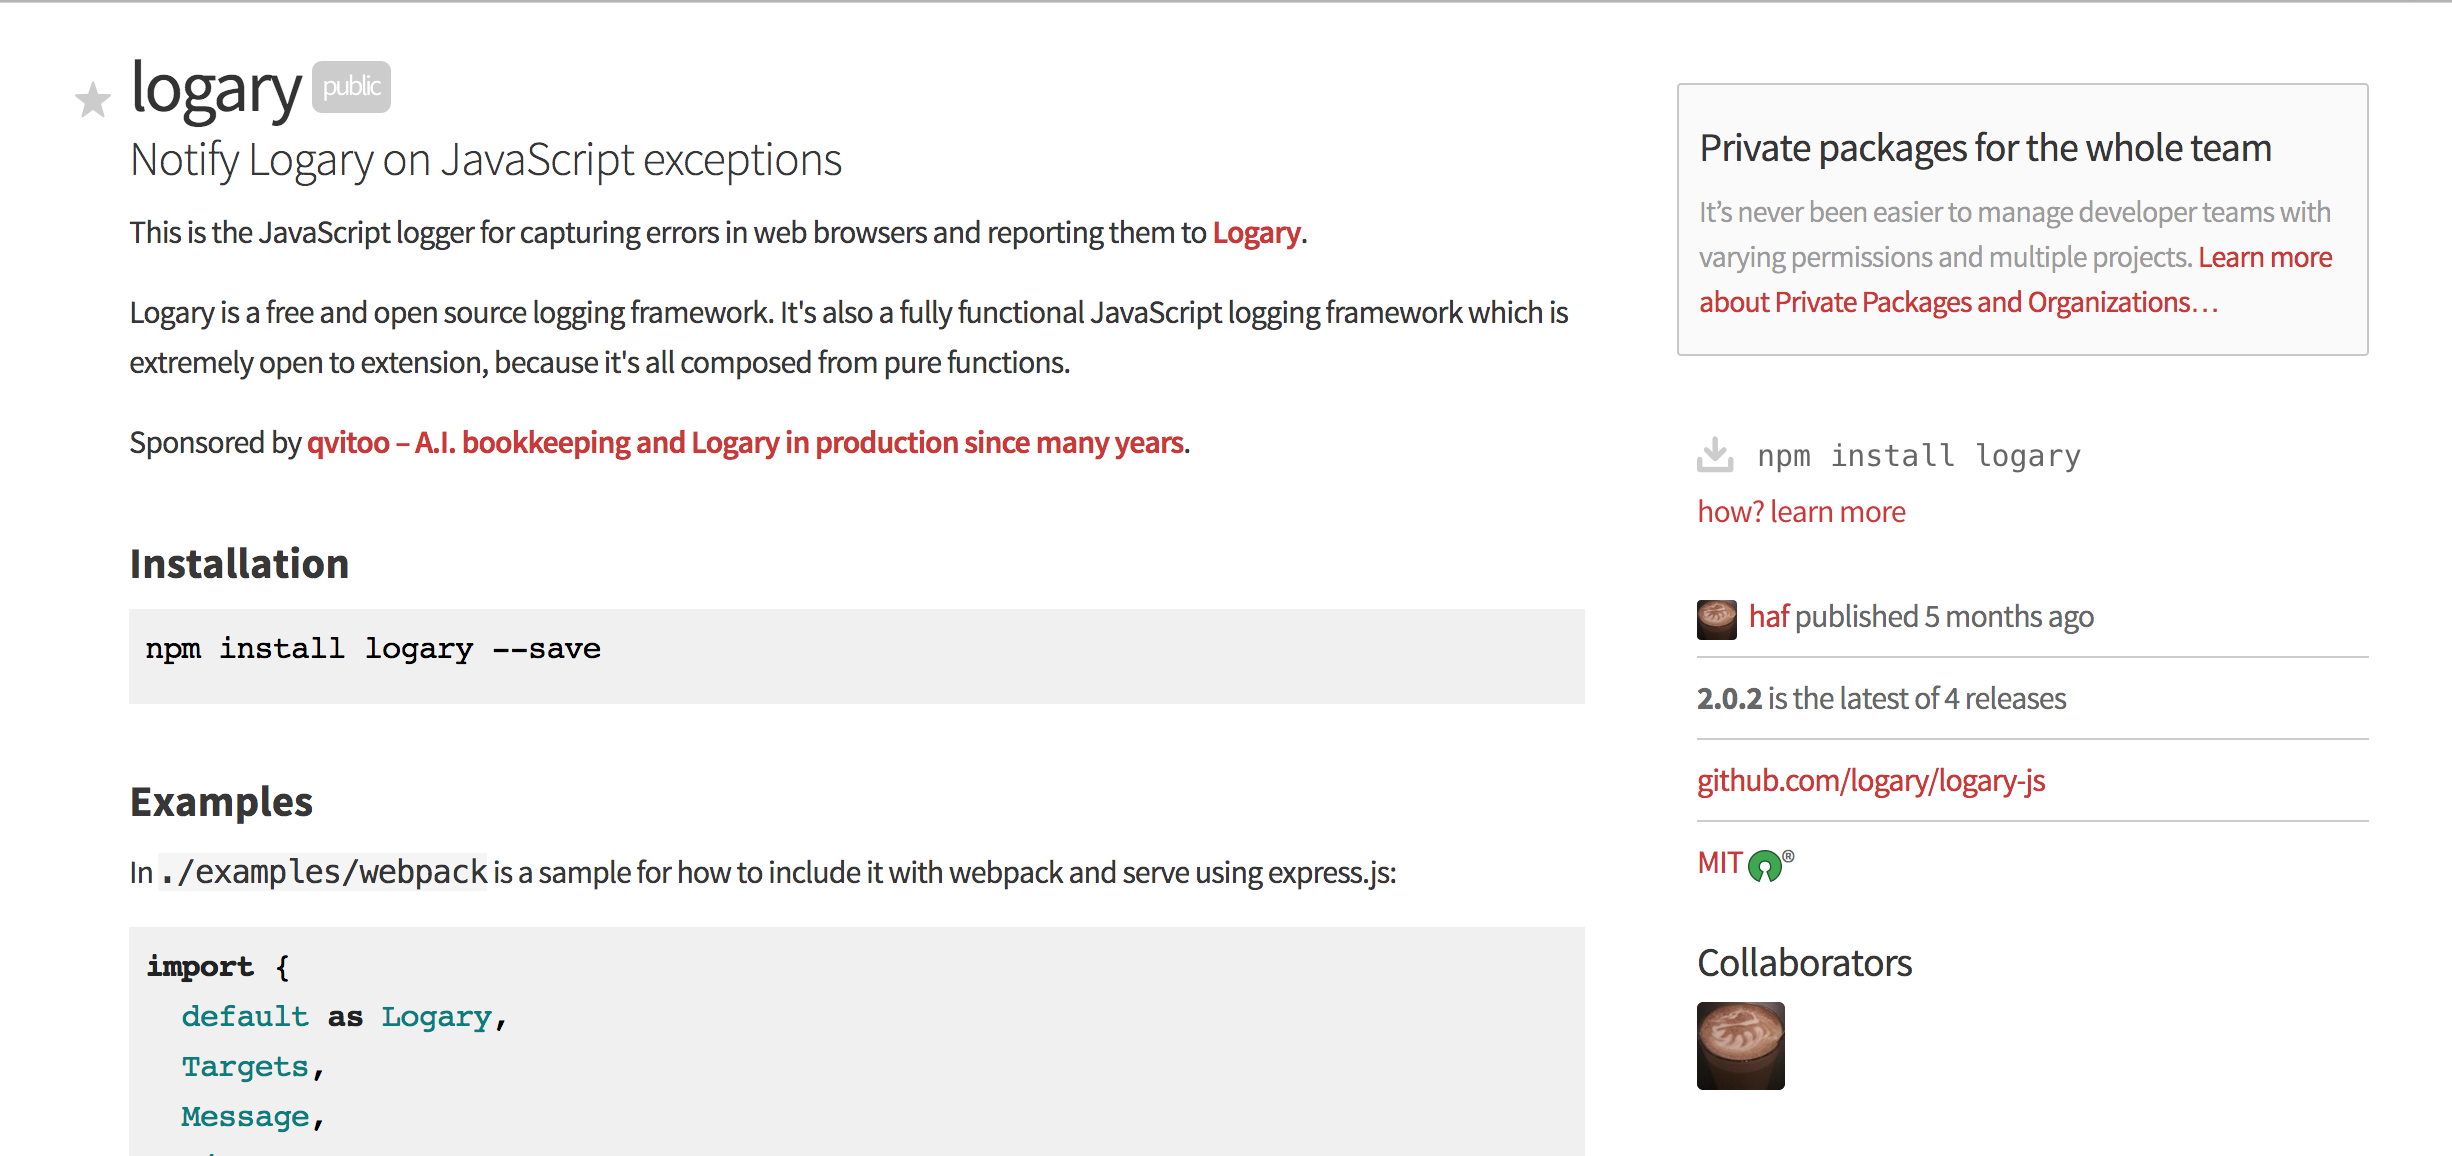 logary public
Notify Logary on JavaScript exceptions
This is the JavaScript logger for capturing errors in web browsers and reporting them to Logary.
Logary is a free and open source logging framework. It's also a fully functional JavaScript logging framework which is
extremely open to extension, because it's all composed from pure functions.
Sponsored by qvitoo – A.I. bookkeeping and Logary in production since many years.
Installation
npm install logary --save
Examples
In ./examples/webpack is a sample for how to include it with webpack and serve using express.js:
import {
  default as Logary,
  Targets,
  Message,
Private packages for the whole team
It’s never been easier to manage developer teams with
varying permissions and multiple projects. Learn more
about Private Packages and Organizations…
npm install logary
how? learn more
haf published 5 months ago
2.0.2 is the latest of 4 releases
github.com/logary/logary-js
MIT ®
Collaborators